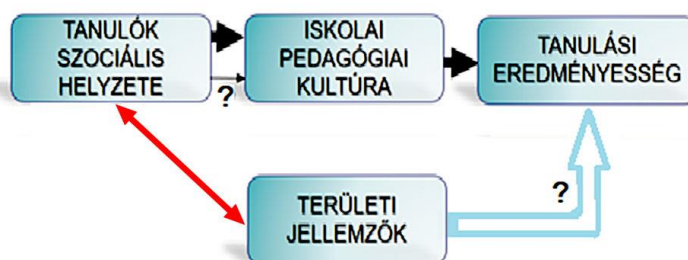 TANULÓK
SZOCIÁLIS
HELYZETE
?
ISKOLAI
PEDAGÓGIAI
KULTÚRA
TANULÁSI
EREDMÉNYESSÉG
TERÜLETI
JELLEMZŐK
?